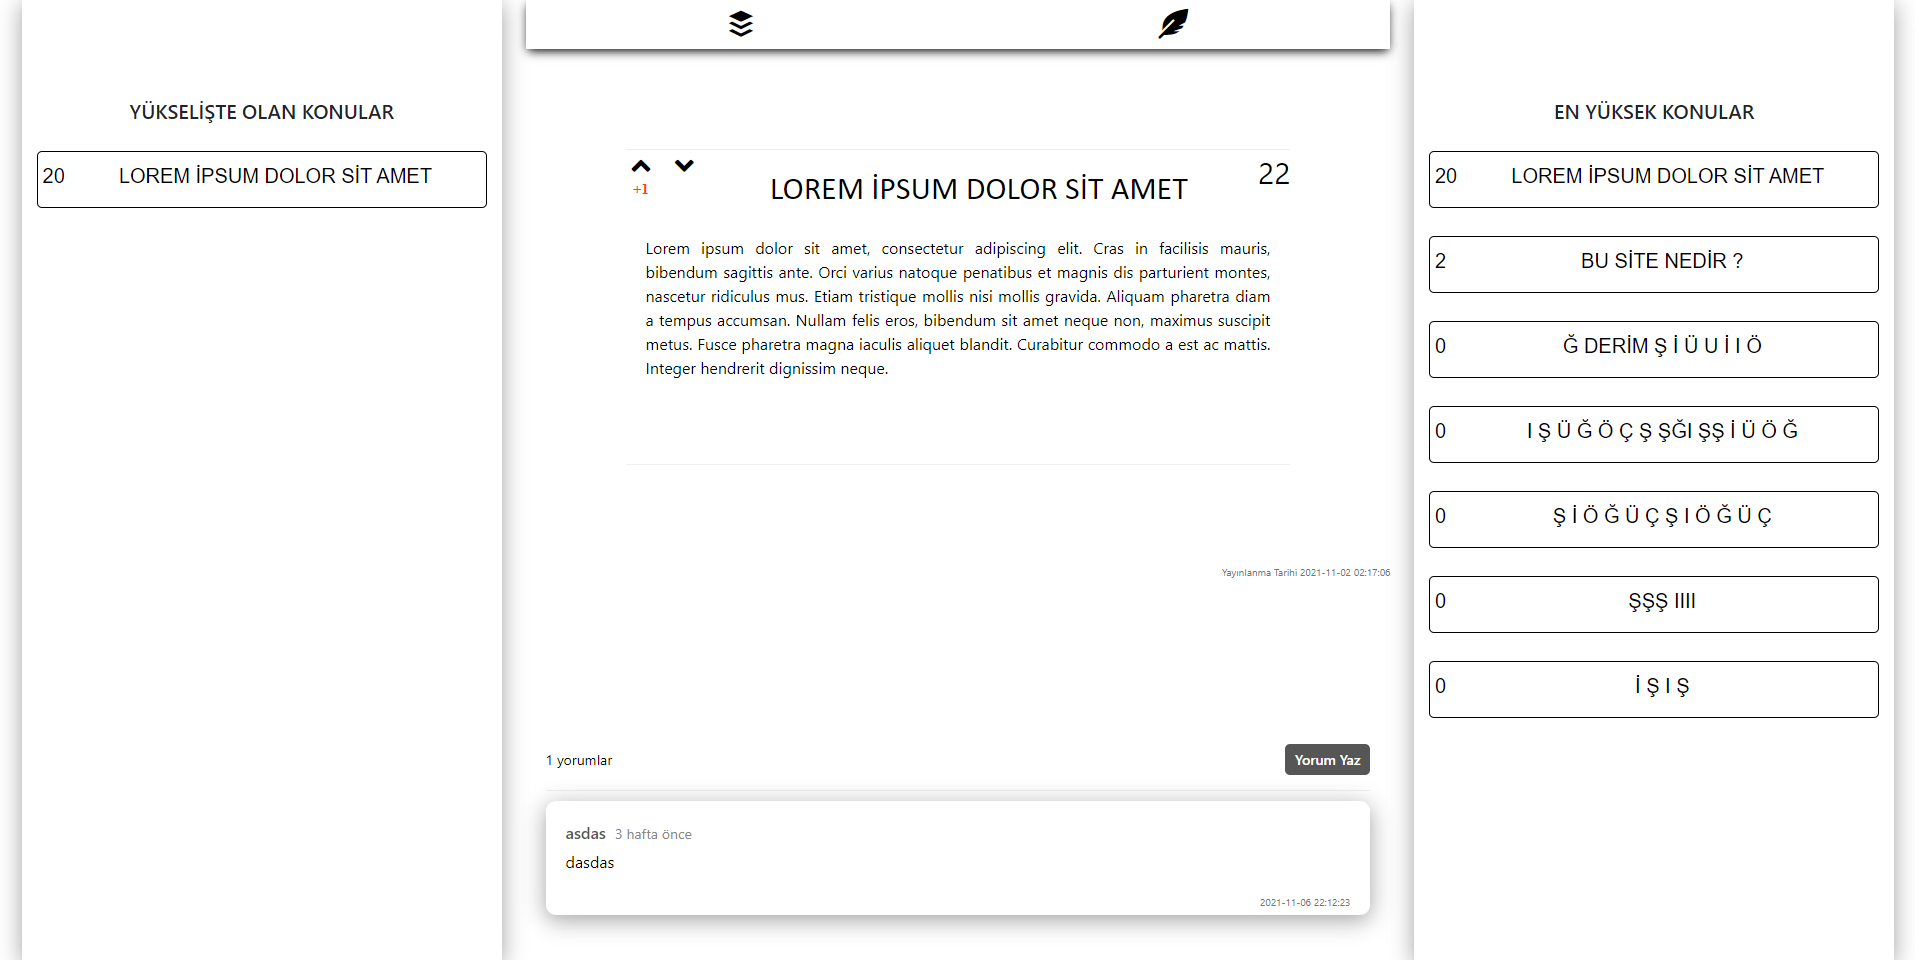 YÜKSELİŞTE OLAN KONULAR
20 LOREM İPSUM DOLOR SİT AMET
+1
LOREM İPSUM DOLOR SİT AMET
22
Lorem ipsum dolor sit amet, consectetur adipiscing elit. Cras in facilisis mauris,
bibendum sagittis ante. Orci varius natoque penatibus et magnis dis parturient montes,
nascetur ridiculus mus. Etiam tristique mollis nisi mollis gravida. Aliquam pharetra diam
a tempus accumsan. Nullam felis eros, bibendum sit amet neque non, maximus suscipit
metus. Fusce pharetra magna iaculis aliquet blandit. Curabitur commodo a est ac mattis.
Integer hendrerit dignissim neque.
Yayınlanma Tarihi 2021-11-02 02:17:06
1 yorumlar
Yorum Yaz
asdas 3 hafta önce
dasdas
2021-11-06 22:12:23
EN YÜKSEK KONULAR
20 LOREM İPSUM DOLOR SİT AMET
2 BU SİTE NEDİR ?
0 Ğ DERİM Ş İ Ü U İ I Ö
0 I Ş Ü Ğ Ö Ç Ş ŞĞI ŞŞ İ Ü Ö Ğ
0 Ş İ Ö Ğ Ü Ç Ş I Ö Ğ Ü Ç
0 ŞŞŞ IIII
0 İ Ş I Ş